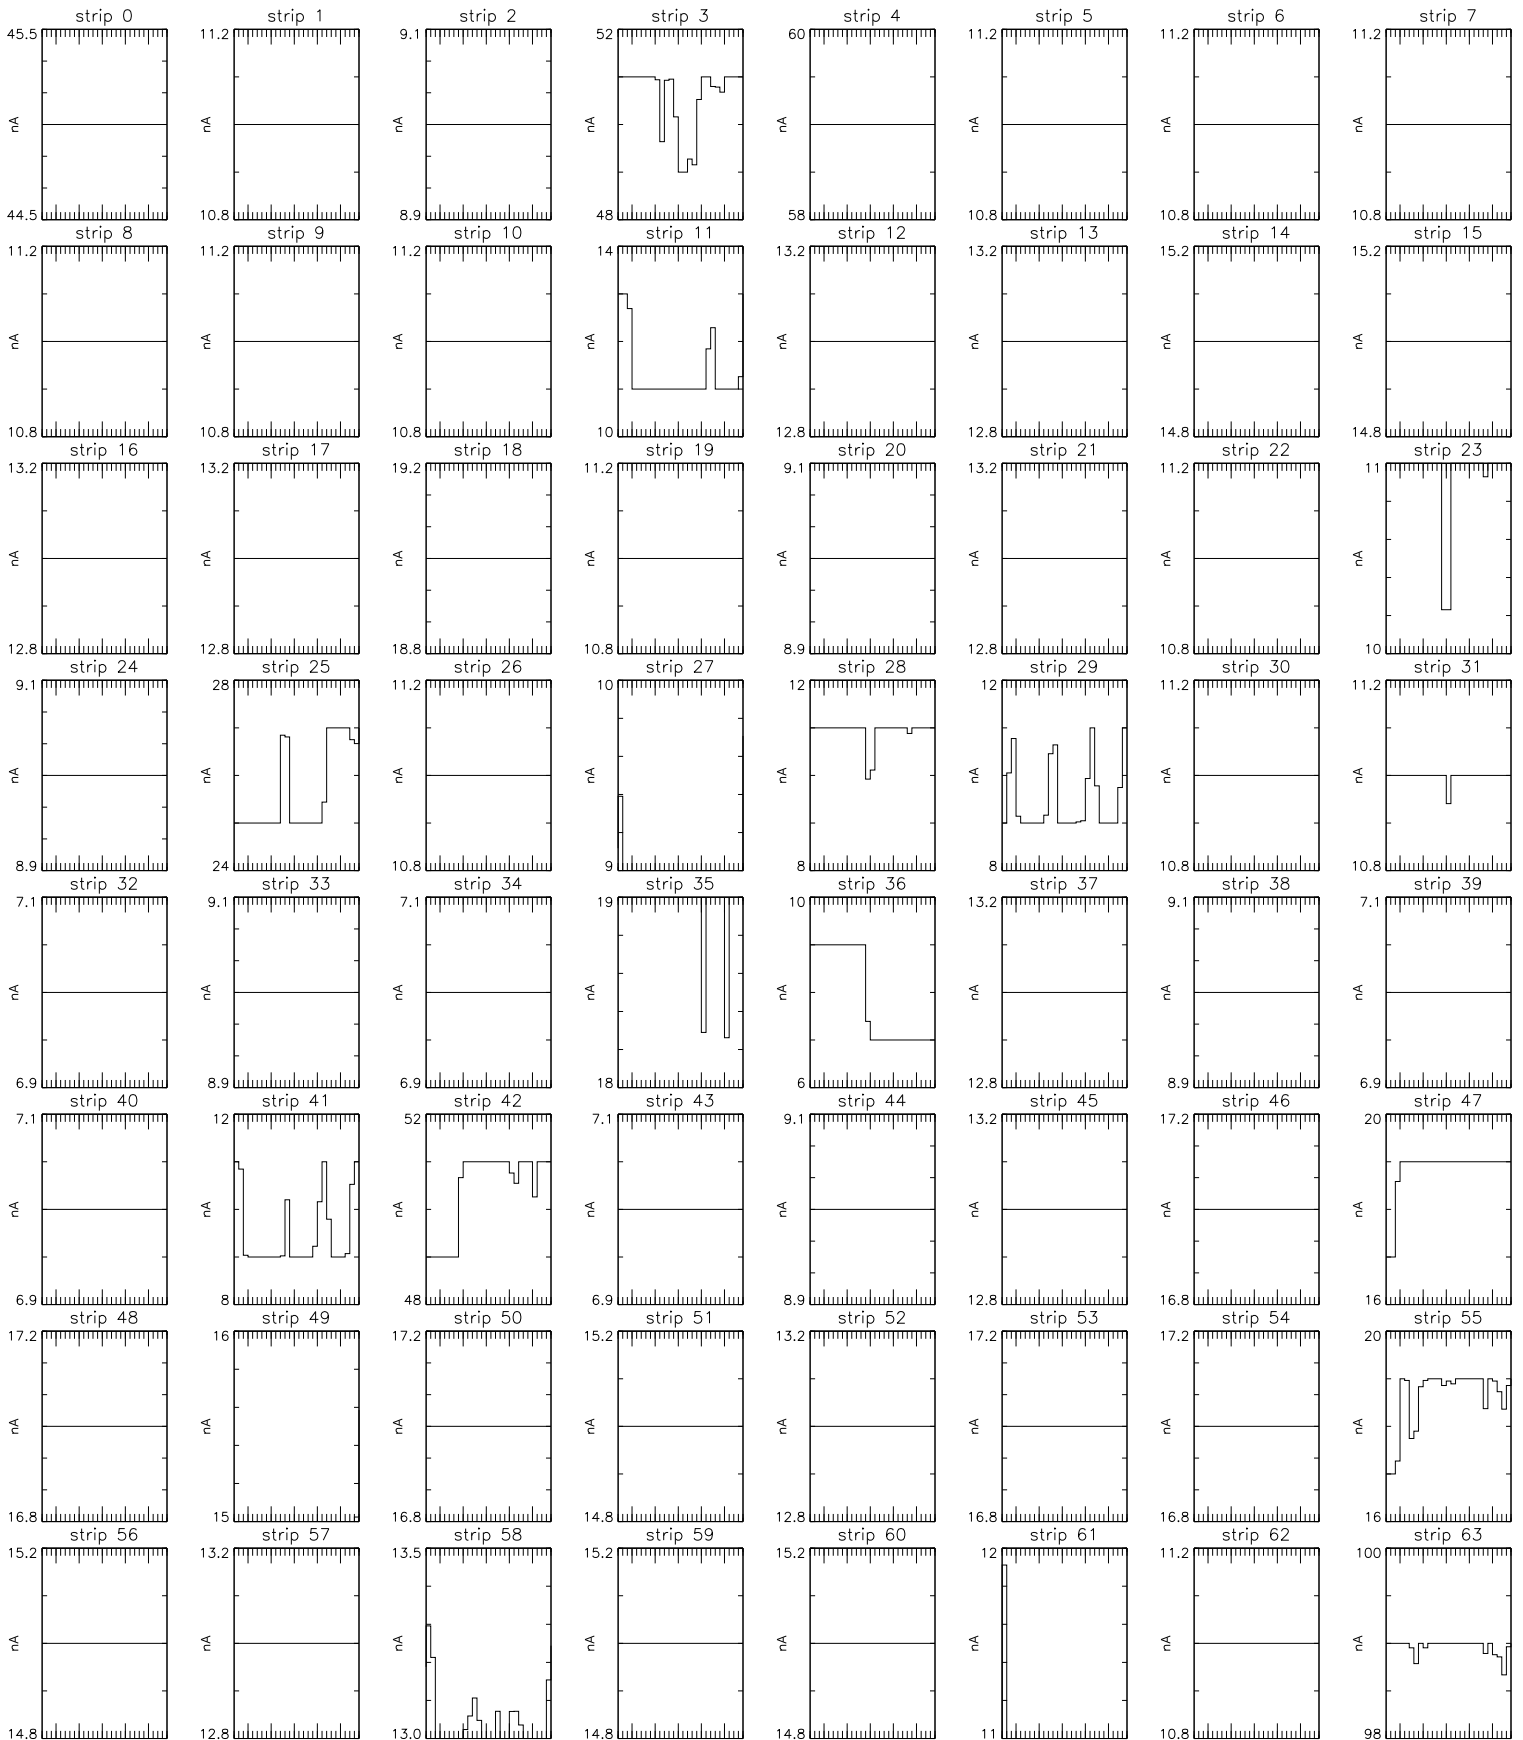 strip 0 strip 1 strip 2 strip 3 strip 4 strip 5 strip 6 strip 7
45.5 11.2 9.1 52 60 11.2 11.2 11.2
nA nA nA nA nA nA nA nA
44.5 10.8 8.9 48 58 10.8 10.8 10.8
strip 8 strip 9 strip 10 strip 11 strip 12 strip 13 strip 14 strip 15
11.2 11.2 11.2 14 13.2 13.2 15.2 15.2
nA nA nA nA nA nA nA nA
10.8 10.8 10.8 10 12.8 12.8 14.8 14.8
strip 16 strip 17 strip 18 strip 19 strip 20 strip 21 strip 22 strip 23
13.2 13.2 19.2 11.2 9.1 13.2 11.2 11
nA nA nA nA nA nA nA nA
12.8 12.8 18.8 10.8 8.9 12.8 10.8 10
strip 24 strip 25 strip 26 strip 27 strip 28 strip 29 strip 30 strip 31
9.1 28 11.2 10 12 12 11.2 11.2
nA nA nA nA nA nA nA nA
8.9 24 10.8 9 8 8 10.8 10.8
strip 32 strip 33 strip 34 strip 35 strip 36 strip 37 strip 38 strip 39
7.1 9.1 7.1 19 10 13.2 9.1 7.1
nA nA nA nA nA nA nA nA
6.9 8.9 6.9 18 6 12.8 8.9 6.9
strip 40 strip 41 strip 42 strip 43 strip 44 strip 45 strip 46 strip 47
7.1 12 52 7.1 9.1 13.2 17.2 20
nA nA nA nA nA nA nA nA
6.9 8 48 6.9 8.9 12.8 16.8 16
strip 48 strip 49 strip 50 strip 51 strip 52 strip 53 strip 54 strip 55
17.2 16 17.2 15.2 13.2 17.2 17.2 20
nA nA nA nA nA nA nA nA
16.8 15 16.8 14.8 12.8 16.8 16.8 16
strip 56 strip 57 strip 58 strip 59 strip 60 strip 61 strip 62 strip 63
15.2 13.2 13.5 15.2 15.2 12 11.2 100
nA nA nA nA nA nA nA nA
14.8 12.8 13.0 14.8 14.8 11 10.8 98